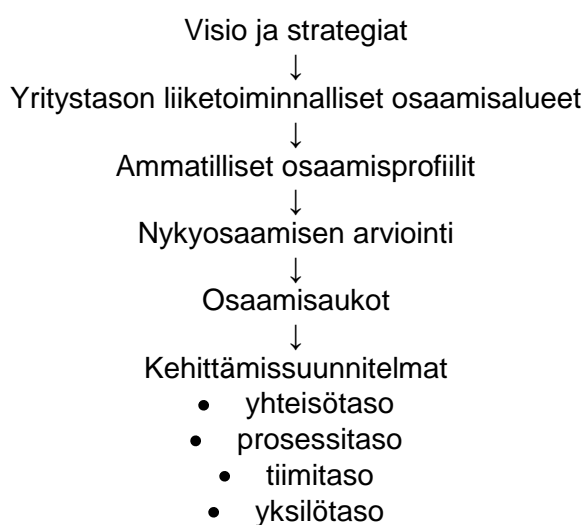 Visio ja strategiat
↓
Yritystason liiketoiminnalliset osaamisalueet
↓
Ammatilliset osaamisprofiilit
↓
Nykyosaamisen arviointi
↓
Osaamisaukot
↓
Kehittämissuunnitelmat
• yhteisötaso
• prosessitaso
• tiimitaso
• yksilötaso